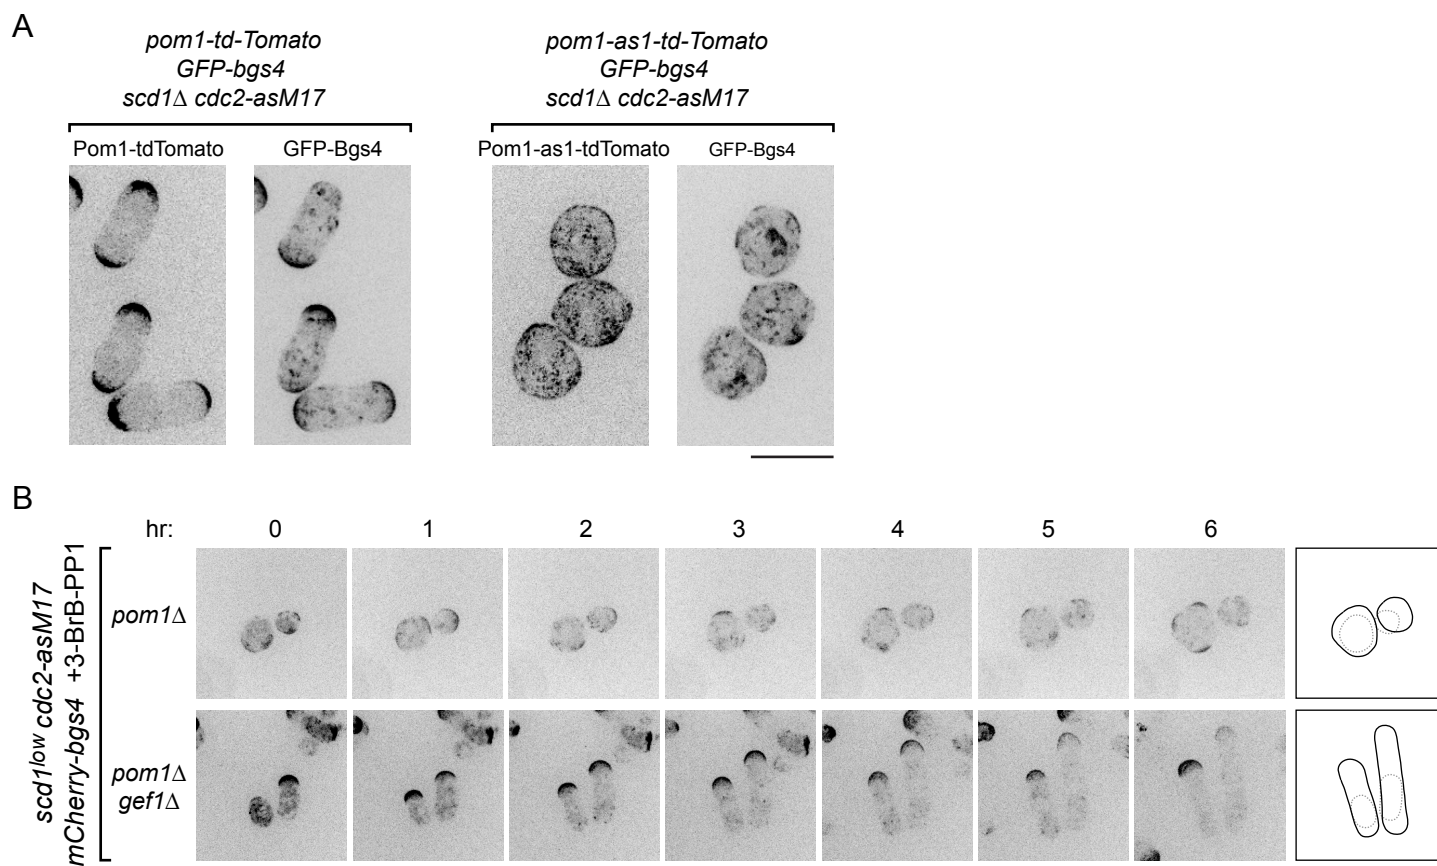 A
pom1-td-Tomato
GFP-bgs4
scd1Δ cdc2-asM17
pom1-as1-td-Tomato
GFP-bgs4
scd1Δ cdc2-asM17
Pom1-tdTomato
GFP-Bgs4
Pom1-as1-tdTomato
GFP-Bgs4
B
hr: 0 1 2 3 4 5 6
scd1low cdc2-asM17
mCherry-bgs4 +3-BrB-PP1
pom1Δ
pom1Δ
gef1Δ